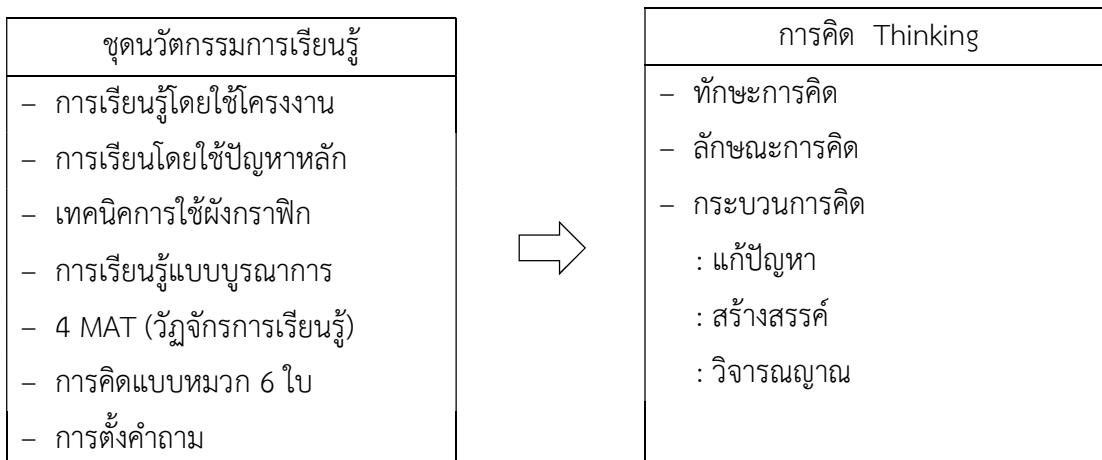 ชุดนวัตกรรมการเรียนรู้
– การเรียนรู้โดยใช้โครงงาน
– การเรียนโดยใช้ปัญหาหลัก
– เทคนิคการใช้ผังกราฟิก
– การเรียนรู้แบบบูรณาการ
– 4 MAT (วัฏจักรการเรียนรู้)
– การคิดแบบหมวก 6 ใบ
– การตั้งคำถาม
การคิด Thinking
– ทักษะการคิด
– ลักษณะการคิด
– กระบวนการคิด
: แก้ปัญหา
: สร้างสรรค์
: วิจารณญาณ